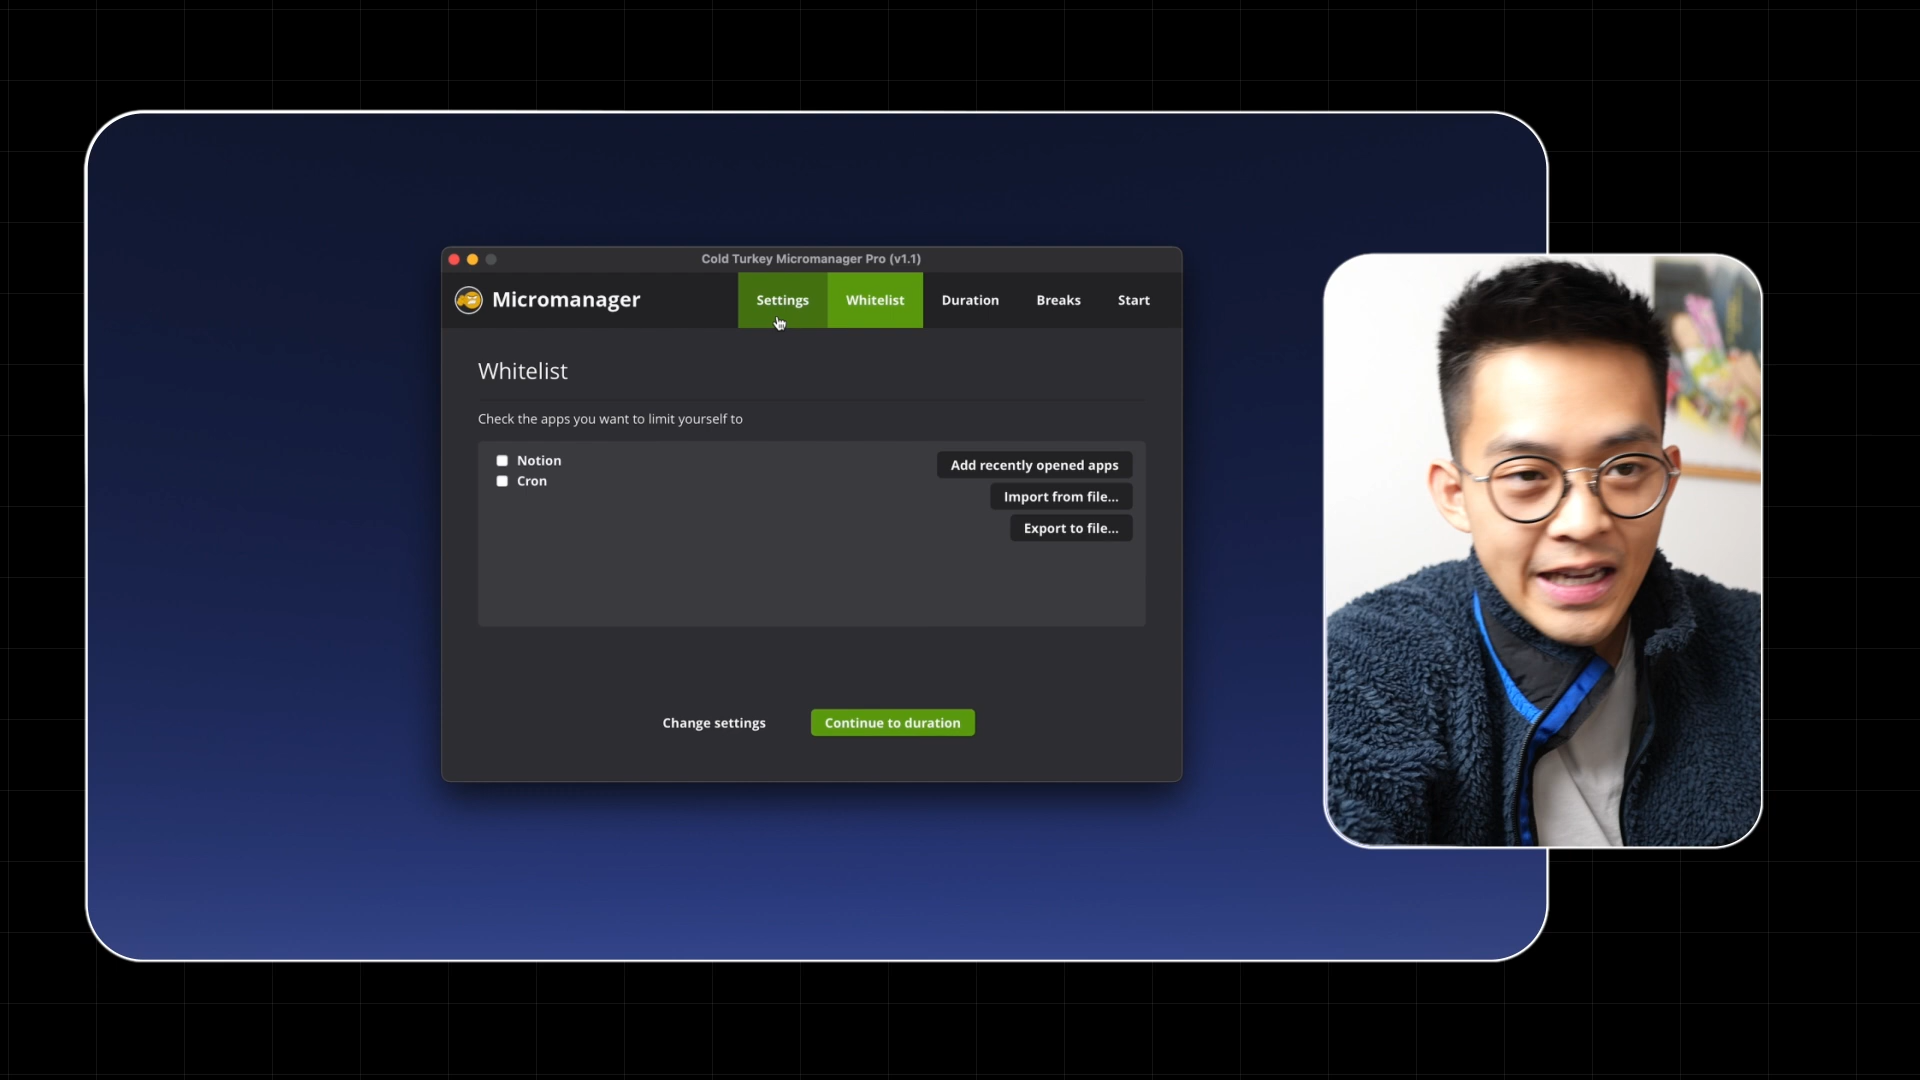 Cold Turkey Micromanager Pro (v1.1)
Micromanager
Settings
Whitelist
Duration
Breaks
Start
Whitelist
Check the apps you want to limit yourself to
Notion
Cron
Add recently opened apps
Import from file...
Export to file...
Change settings
Continue to duration